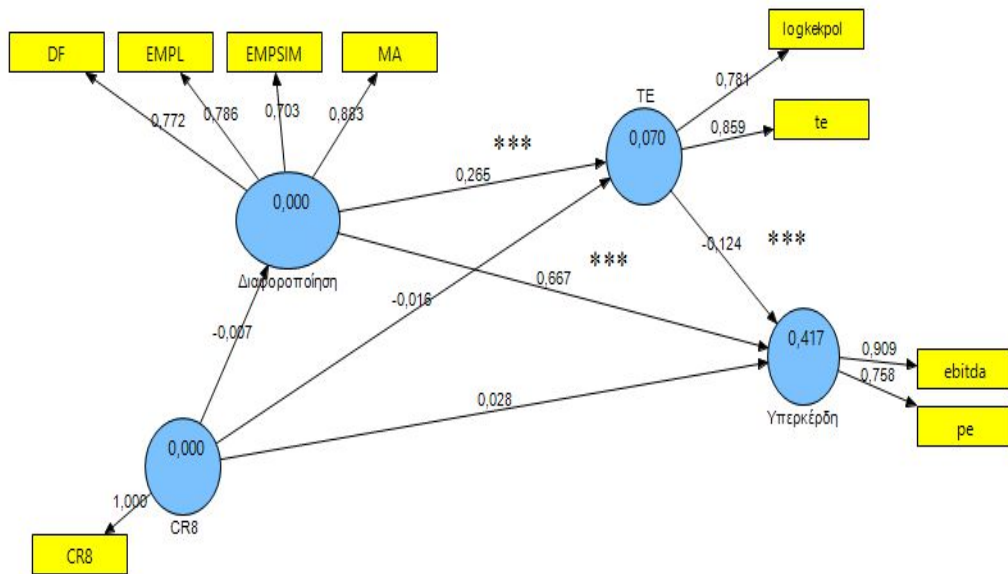 DF
EMPL
EMPSIM
MA
logkekpol
te
TE
0,772
0,786
0,703
0,883
0,781
0,859
0,070
***
0,265
0,000
Διαφοροποίηση
-0,124
***
***
0,667
-0,016
-0,007
0,417
Υπερκέρδη
0,909
0,758
ebitda
pe
0,028
0,000
CR8
1,000
CR8